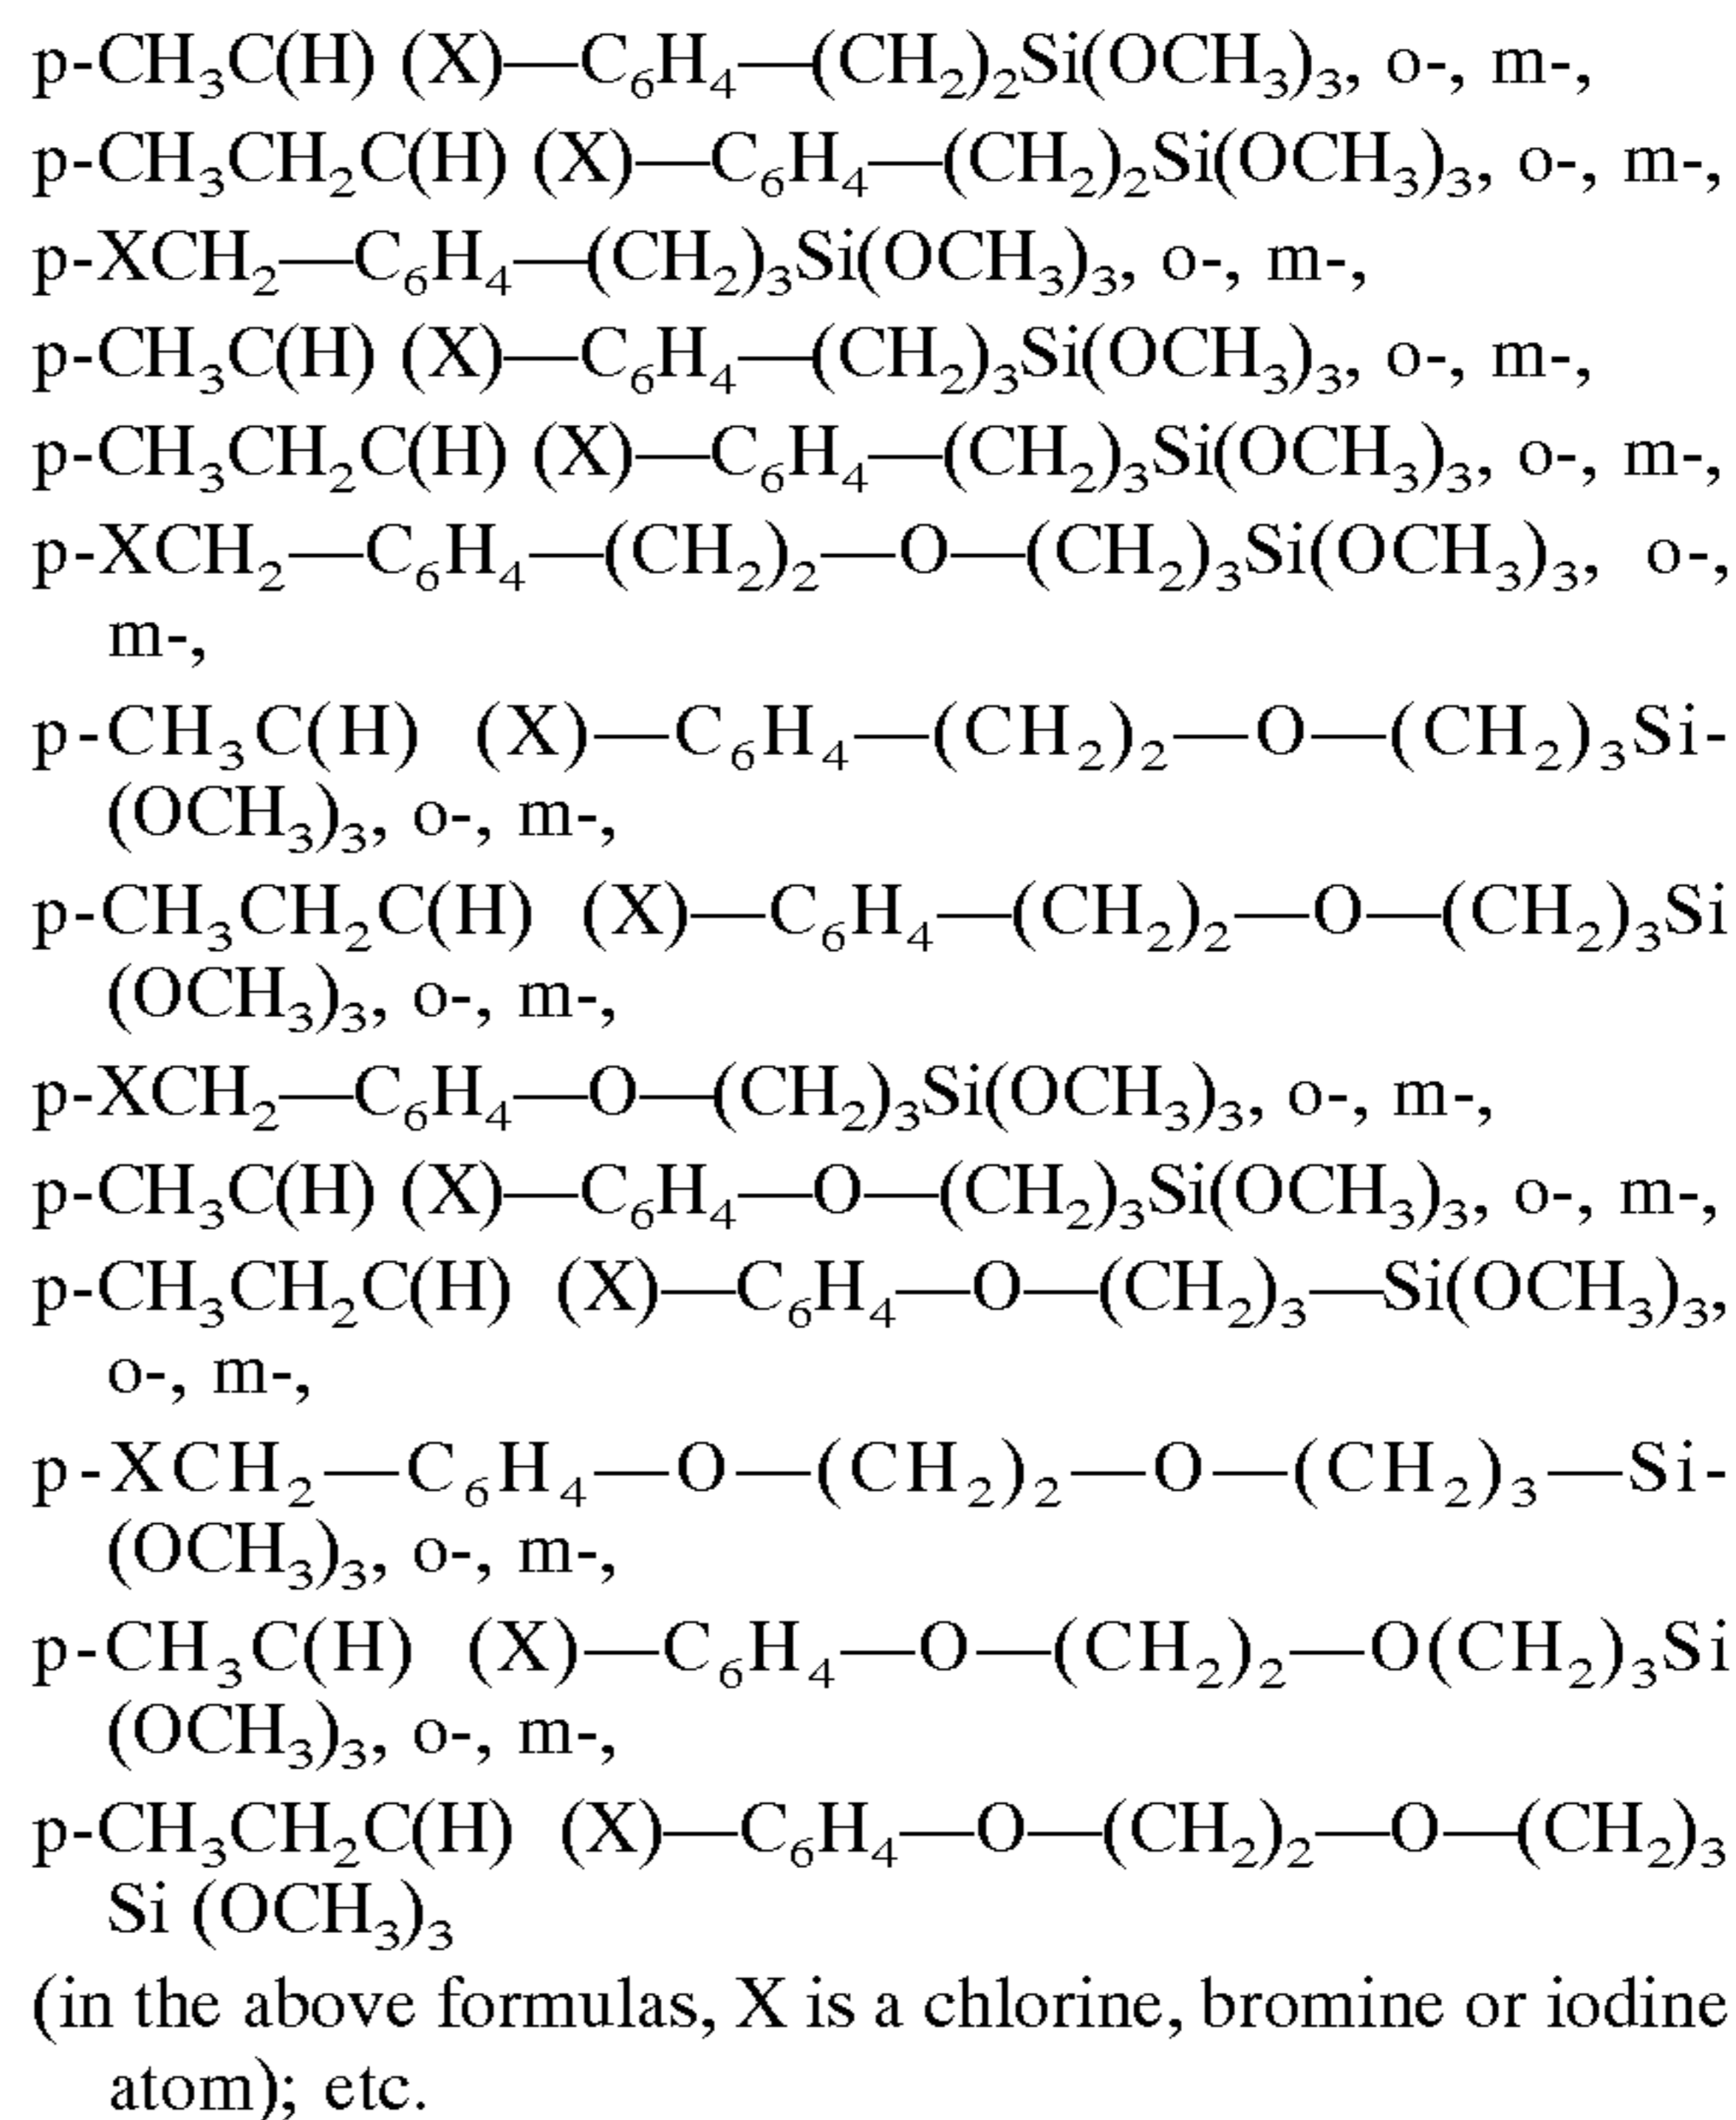 p-CH₃C(H) (X)—C₆H₄—(CH₂)₂Si(OCH₃)₃, o-, m-,
p-CH₃CH₂C(H) (X)—C₆H₄—(CH₂)₂Si(OCH₃)₃, o-, m-,
p-XCH₂—C₆H₄—(CH₂)₃Si(OCH₃)₃, o-, m-,
p-CH₃C(H) (X)—C₆H₄—(CH₂)₃Si(OCH₃)₃, o-, m-,
p-CH₃CH₂C(H) (X)—C₆H₄—(CH₂)₃Si(OCH₃)₃, o-, m-,
p-XCH₂—C₆H₄—(CH₂)₂—O—(CH₂)₃Si(OCH₃)₃, o-,
m-,
p-CH₃C(H) (X)—C₆H₄—(CH₂)₂—O—(CH₂)₃Si-
(OCH₃)₃, o-, m-,
p-CH₃CH₂C(H) (X)—C₆H₄—(CH₂)₂—O—(CH₂)₃Si
(OCH₃)₃, o-, m-,
p-XCH₂—C₆H₄—O—(CH₂)₃Si(OCH₃)₃, o-, m-,
p-CH₃C(H) (X)—C₆H₄—O—(CH₂)₃Si(OCH₃)₃, o-, m-,
p-CH₃CH₂C(H) (X)—C₆H₄—O—(CH₂)₃—Si(OCH₃)₃,
o-, m-,
p-XCH₂—C₆H₄—O—(CH₂)₂—O—(CH₂)₃—Si-
(OCH₃)₃, o-, m-,
p-CH₃C(H) (X)—C₆H₄—O—(CH₂)₂—O(CH₂)₃Si
(OCH₃)₃, o-, m-,
p-CH₃CH₂C(H) (X)—C₆H₄—O—(CH₂)₂—O—(CH₂)₃
Si (OCH₃)₃
(in the above formulas, X is a chlorine, bromine or iodine
atom); etc.